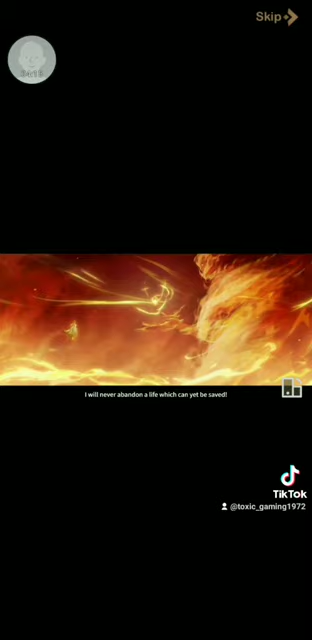 Skip
I will never abandon a life which can yet be saved!
TikTok
@toxic_gaming1972